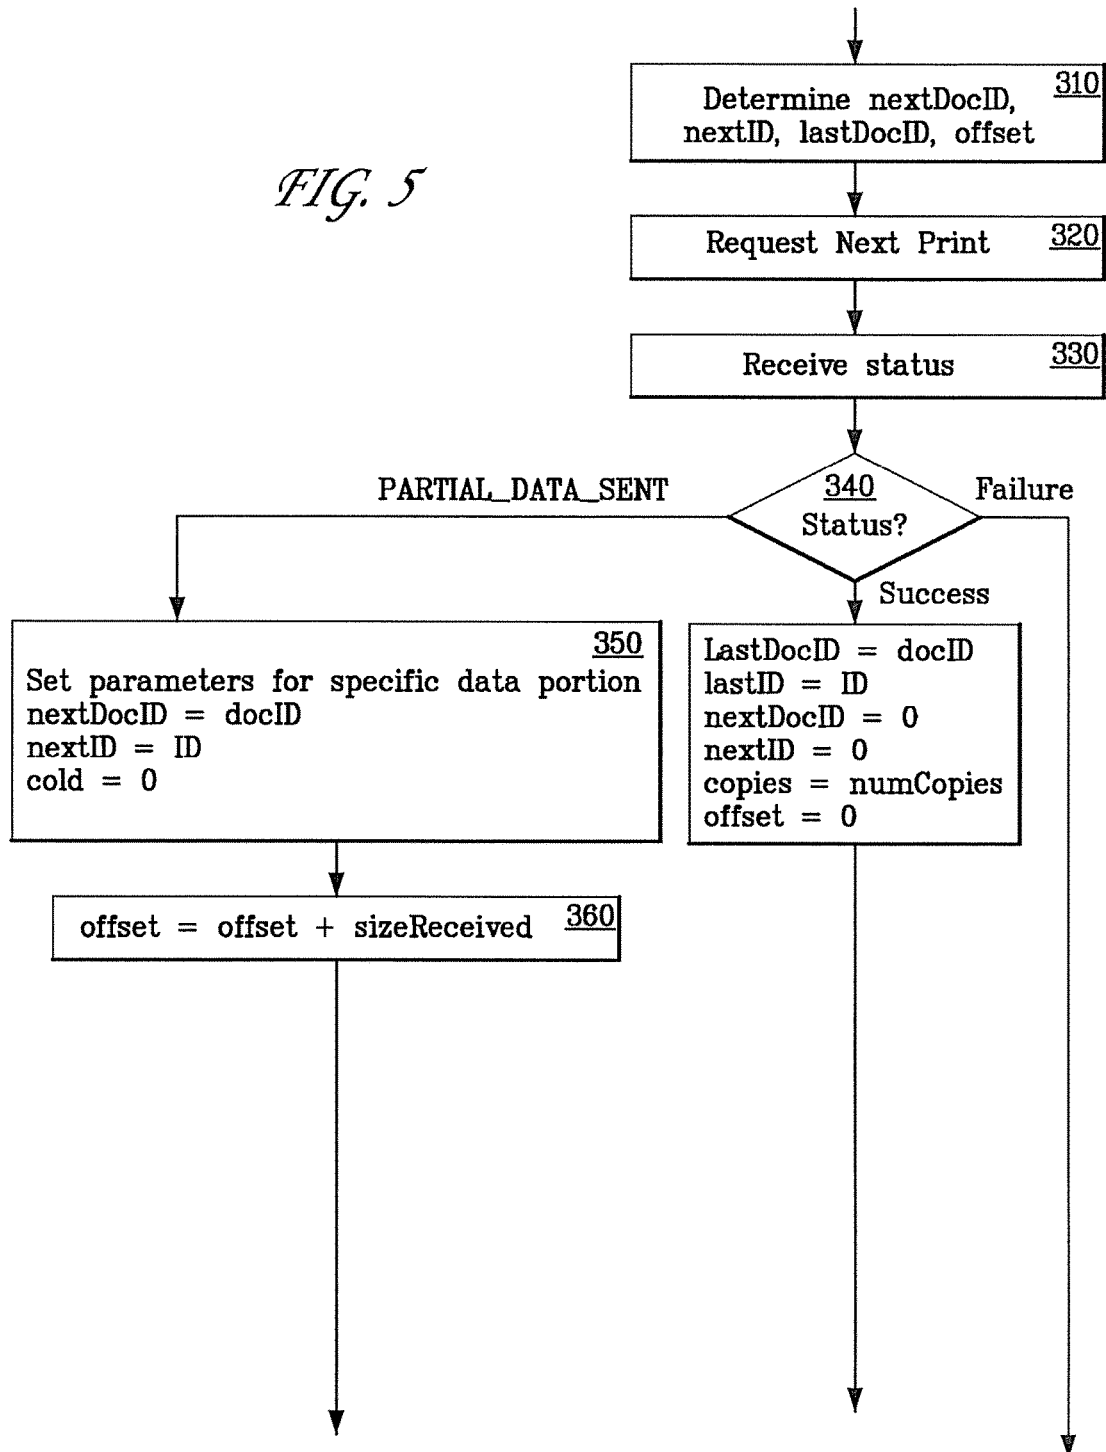 310
Determine nextDocID,
nextID, lastDocID, offset
FIG. 5
Request Next Print 320
Receive status 330
PARTIAL_DATA_SENT
340
Status?
Failure
Success
350
Set parameters for specific data portion
nextDocID = docID
nextID = ID
cold = 0
LastDocID = docID
lastID = ID
nextDocID = 0
nextID = 0
copies = numCopies
offset = 0
offset = offset + sizeReceived 360